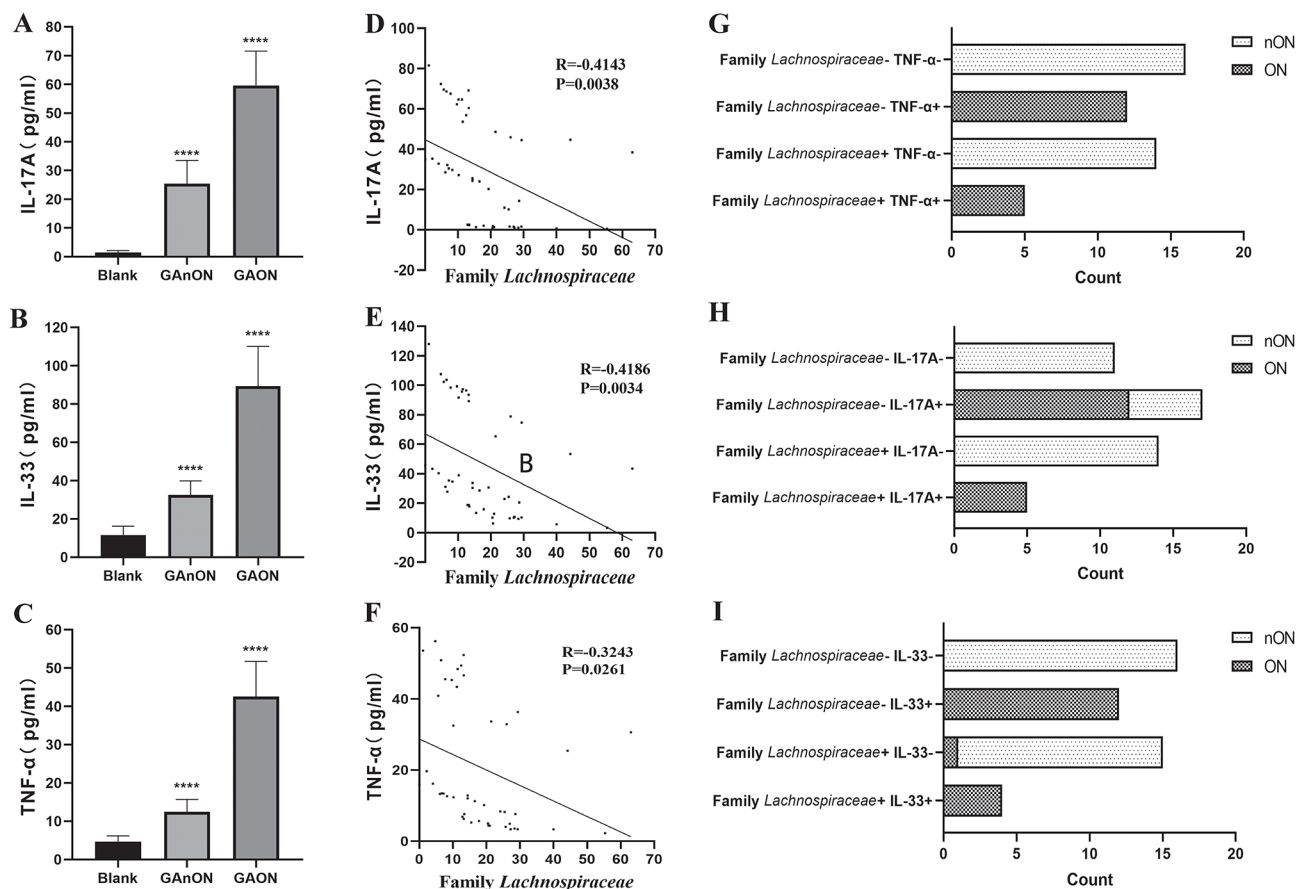 A
IL-17A( pg/ml)
80
70
60
50
40
30
20
10
0
****
****
Blank
GAnON
GAON
D
IL-17A( pg/ml)
100
80
60
40
20
0
-20
R=-0.4143
P=0.0038
10
20
30
40
50
60
70
Family Lachnospiraceae
G
Family Lachnospiraceae- TNF-α-
Family Lachnospiraceae- TNF-α+
Family Lachnospiraceae+ TNF-α-
Family Lachnospiraceae+ TNF-α+
nON
ON
0
5
10
15
20
Count
B
IL-33( pg/ml)
120
100
80
60
40
20
0
****
****
Blank
GAnON
GAON
E
IL-33( pg/ml)
140
120
100
80
60
40
20
0
-20
R=-0.4186
P=0.0034
B
10
20
30
40
50
60
70
Family Lachnospiraceae
H
Family Lachnospiraceae- IL-17A-
Family Lachnospiraceae- IL-17A+
Family Lachnospiraceae+ IL-17A-
Family Lachnospiraceae+ IL-17A+
nON
ON
0
5
10
15
20
Count
C
TNF-α( pg/ml)
60
50
40
30
20
10
0
****
****
Blank
GAnON
GAON
F
TNF-α( pg/ml)
60
40
20
0
R=-0.3243
P=0.0261
0
10
20
30
40
50
60
70
Family Lachnospiraceae
I
Family Lachnospiraceae- IL-33-
Family Lachnospiraceae- IL-33+
Family Lachnospiraceae+ IL-33-
Family Lachnospiraceae+ IL-33+
nON
ON
0
5
10
15
20
Count